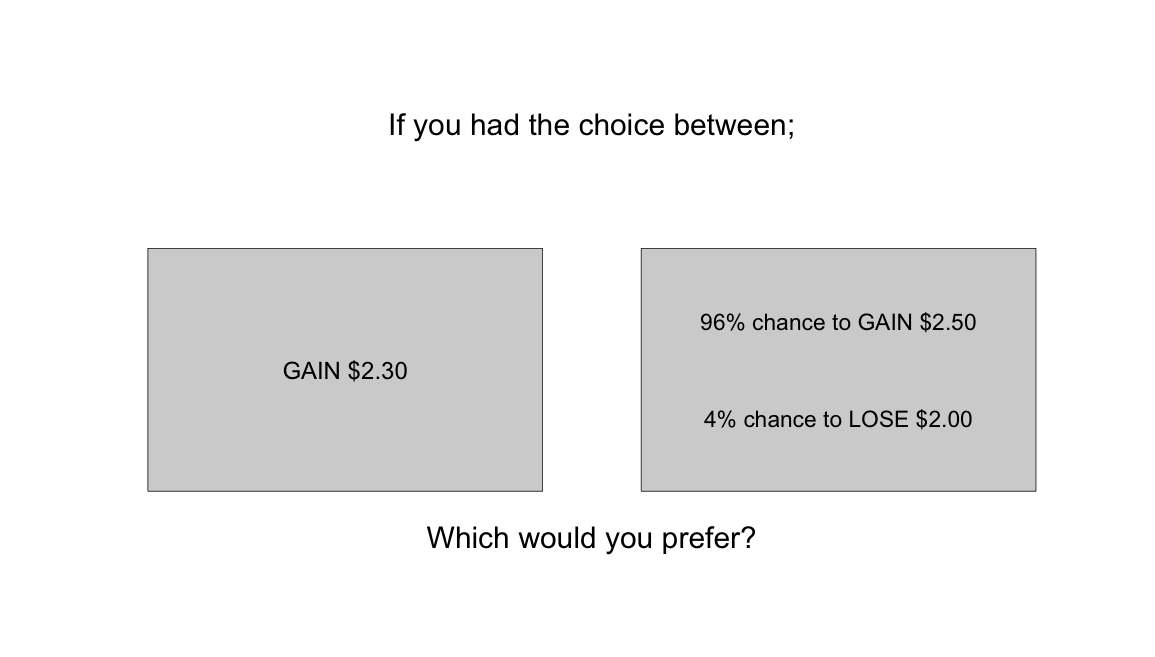 If you had the choice between;
GAIN $2.30
96% chance to GAIN $2.50
4% chance to LOSE $2.00
Which would you prefer?